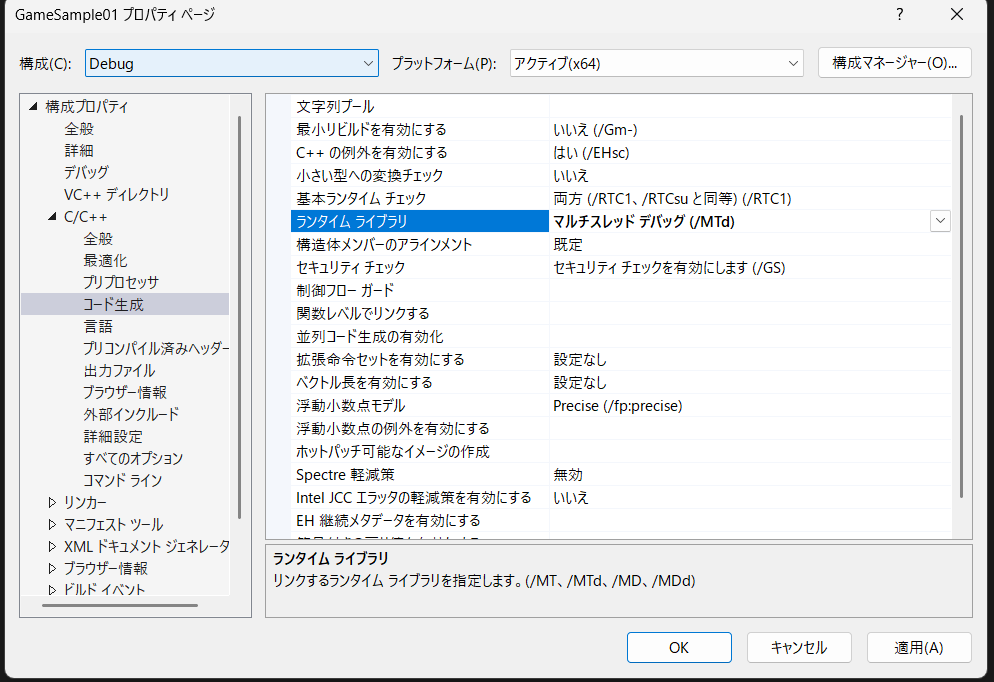 GameSample01 プロパティ ページ
?
構成(C): Debug プラットフォーム(P): アクティブ(x64) 構成マネージャー(O)...
構成プロパティ
全般
詳細
デバッグ
VC++ ディレクトリ
C/C++
全般
最適化
プリプロセッサ
コード生成
言語
プリコンパイル済みヘッダー
出力ファイル
ブラウザー情報
外部インクルード
詳細設定
すべてのオプション
コマンド ライン
リンカー
マニフェスト ツール
XML ドキュメント ジェネレータ
ブラウザー情報
ビルド イベント
文字列プール
最小リビルドを有効にする いいえ (/Gm-)
C++ の例外を有効にする はい (/EHsc)
小さい型への変換チェック いいえ
基本ランタイム チェック 両方 (/RTC1、/RTCsu と同等) (/RTC1)
ランタイム ライブラリ マルチスレッド デバッグ (/MTd)
構造体メンバーのアラインメント 既定
セキュリティ チェック セキュリティ チェックを有効にします (/GS)
制御フロー ガード
関数レベルでリンクする
並列コード生成の有効化
拡張命令セットを有効にする 設定なし
ベクトル長を有効にする 設定なし
浮動小数点モデル Precise (/fp:precise)
浮動小数点の例外を有効にする
ホットパッチ可能なイメージの作成
Spectre 軽減策 無効
Intel JCC エラッタの軽減策を有効にする いいえ
EH 継続メタデータを有効にする
ランタイム ライブラリ
リンクするランタイム ライブラリを指定します。(/MT、/MTd、/MD、/MDd)
OK キャンセル 適用(A)